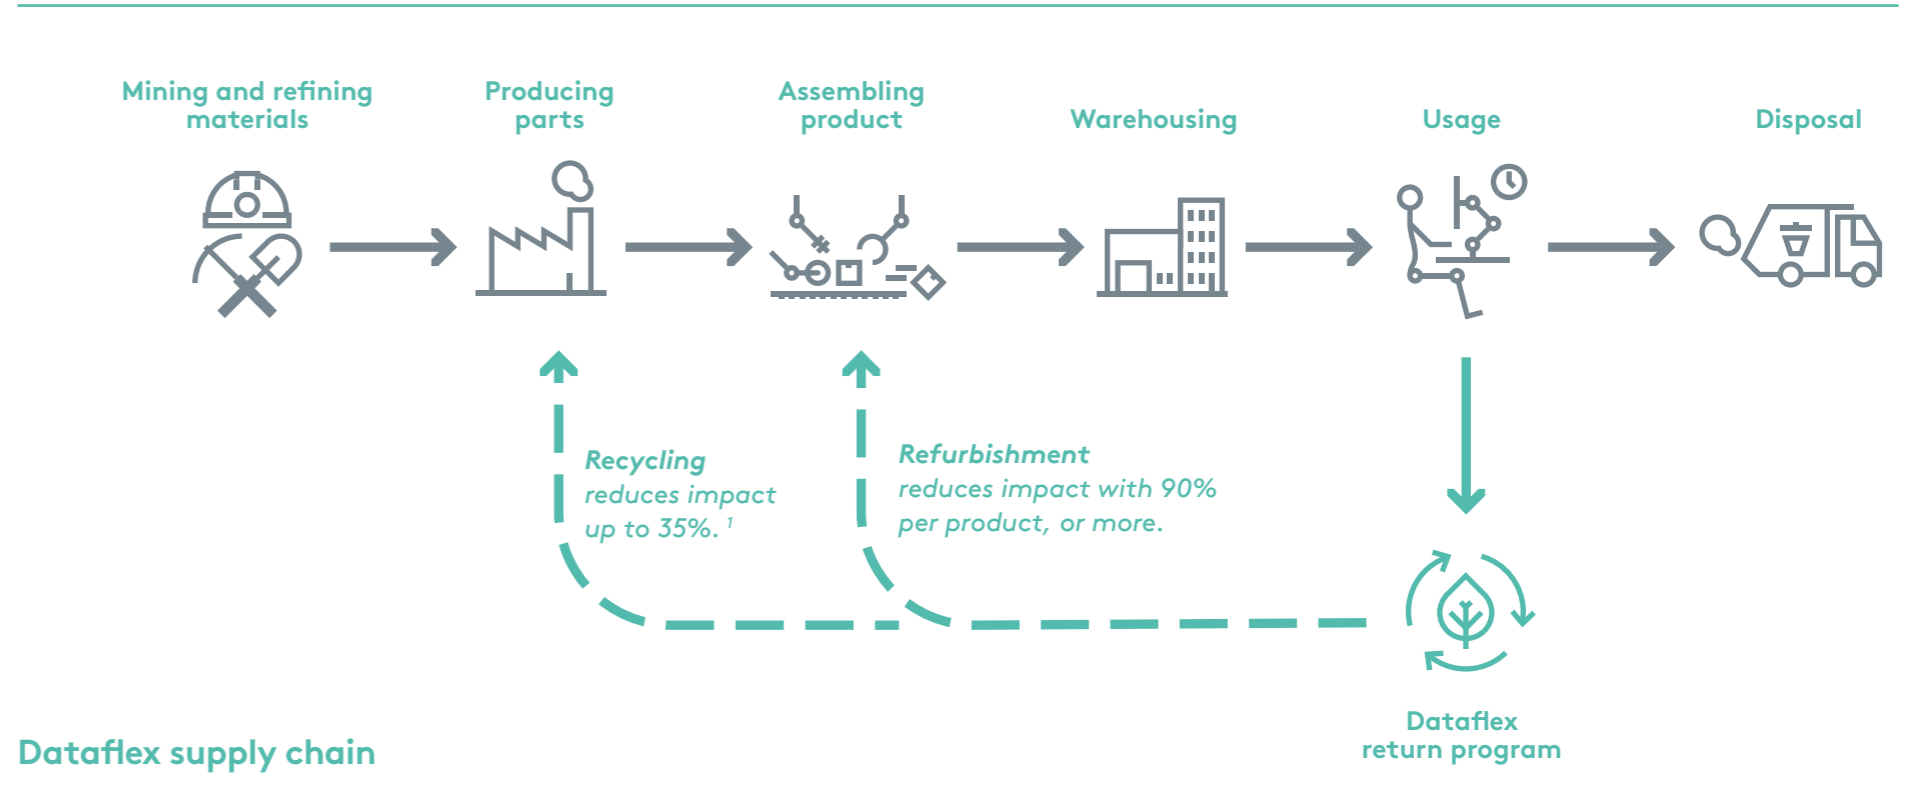 Mining and refining
materials
Producing
parts
Assembling
product
Warehousing
Usage
Disposal
Recycling
reduces impact
up to 35%. 1
Refurbishment
reduces impact with 90%
per product, or more.
Dataflex
return program
Dataflex supply chain